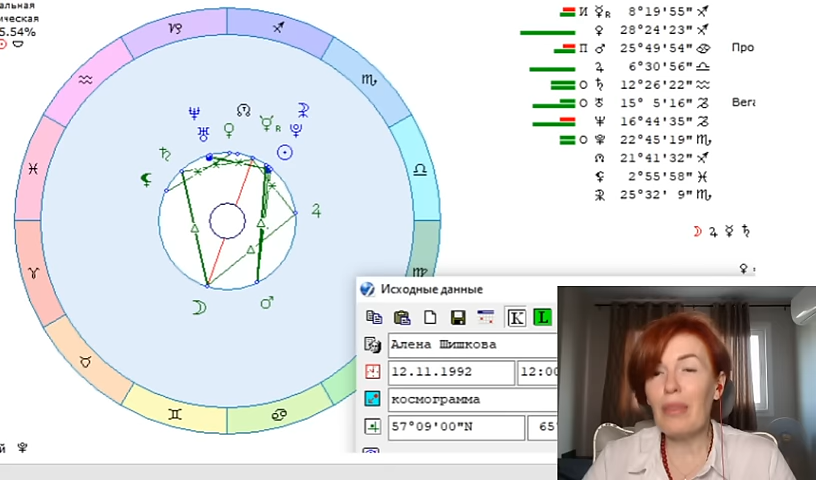 альная
ическая
5.54%
И ☿R 8°19'55" ♐
♀ 28°24'23" ♐
П ♂ 25°49'54" ♋ Про
♃ 6°30'56" ♎
О ♄ 12°26'22" ♒
О ♅ 15° 5'16" ♑ Вега
♆ 16°44'35" ♑
О ♇ 22°45'19" ♏
☊ 21°41'32" ♐
⚸ 2°55'58" ♓
25°32' 9" ♏
☽ ♃ ☿ ♄
♀
Исходные данные
K L
Алена Шишкова
12.11.1992 12:00
космограмма
57°09'00"N 65°
й